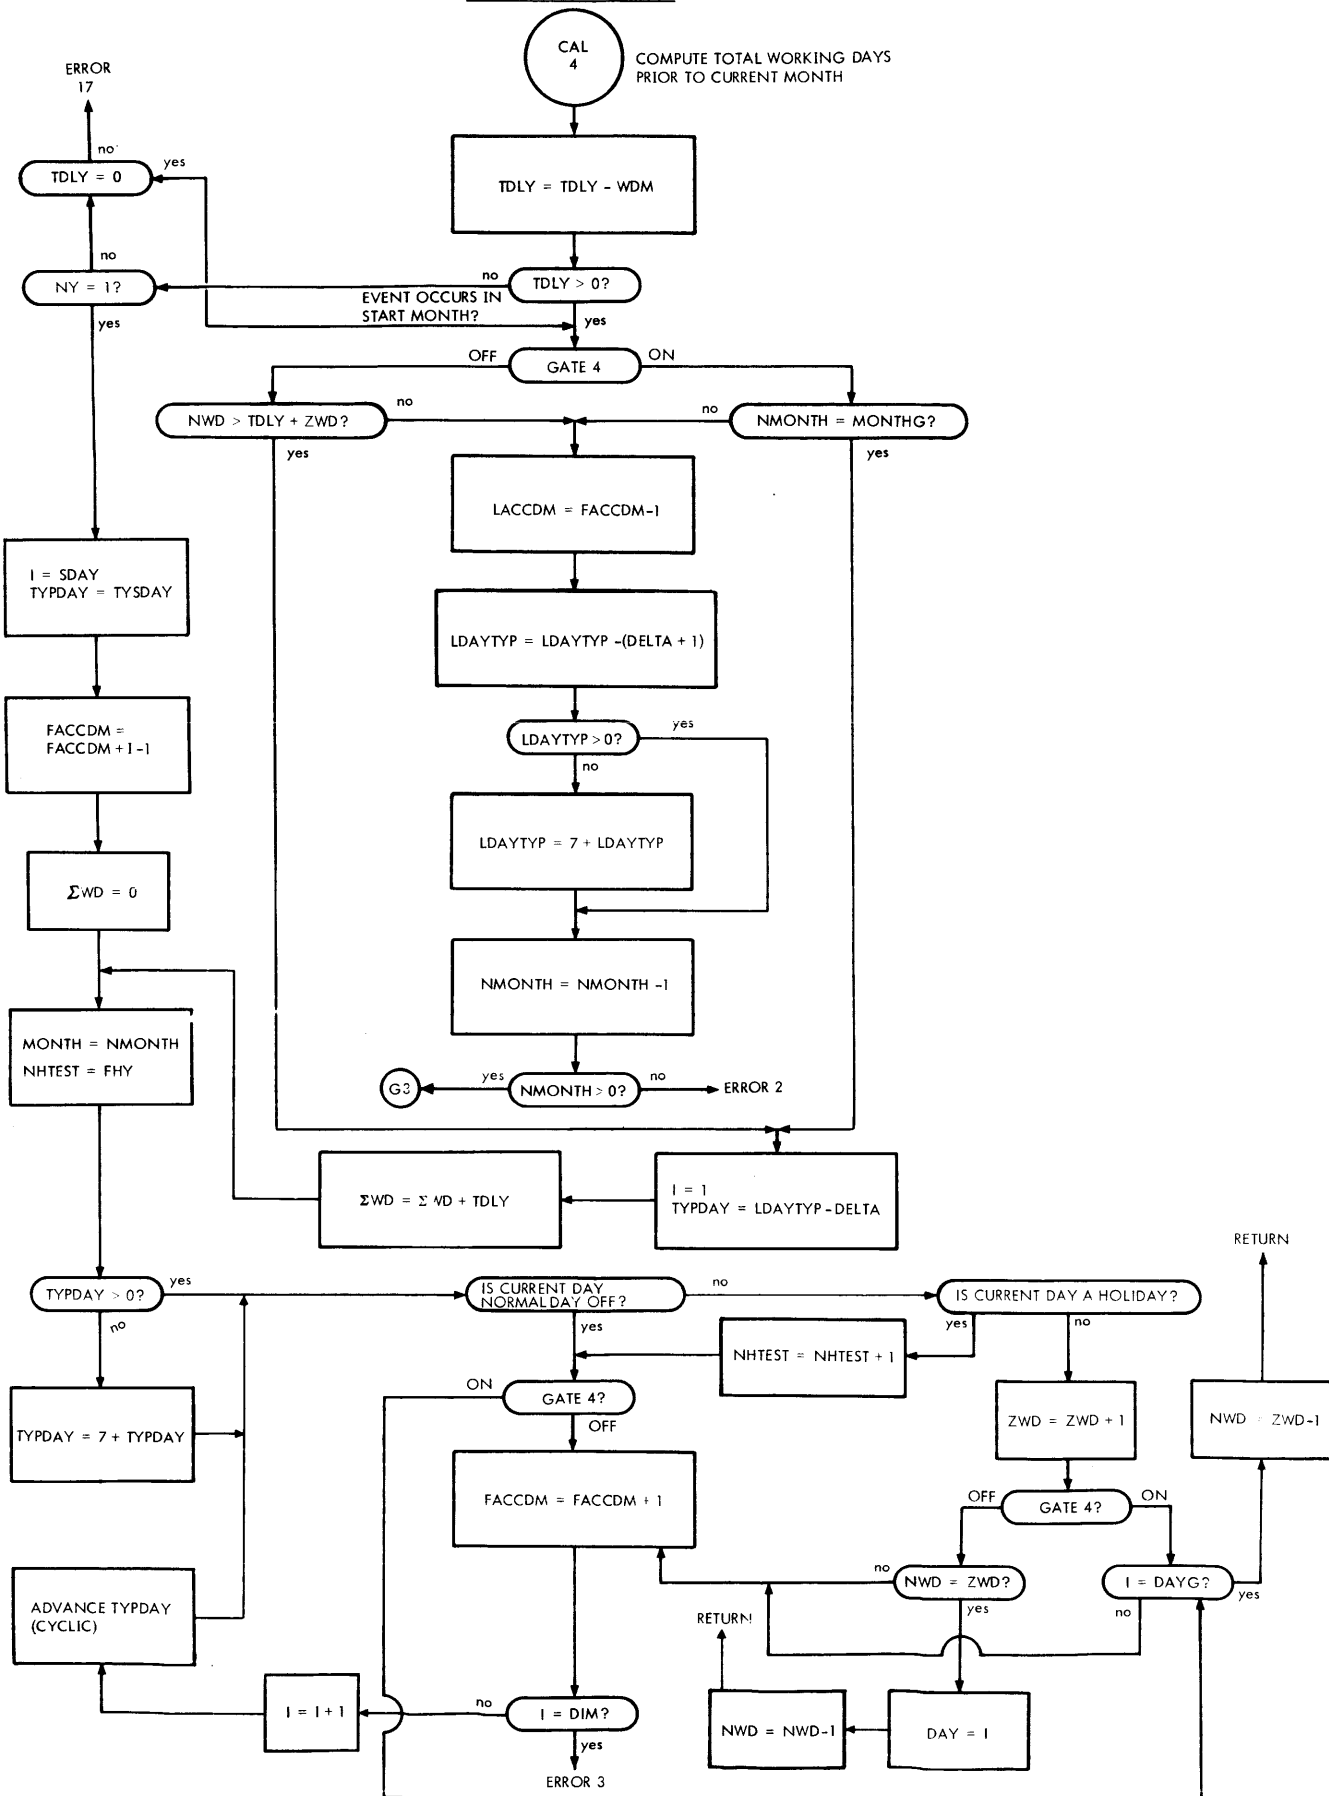 CAL
4
COMPUTE TOTAL WORKING DAYS
PRIOR TO CURRENT MONTH
ERROR
17
no
TDLY = 0
yes
TDLY = TDLY - WDM
no
NY = 1?
yes
no
TDLY > 0?
yes
EVENT OCCURS IN
START MONTH?
OFF
GATE 4
ON
NWD > TDLY + ZWD?
no
yes
no
NMONTH = MONTHG?
yes
LACCDM = FACCDM-1
I = SDAY
TYPDAY = TYSDAY
LDAYTYP = LDAYTYP -(DELTA + 1)
FACCDM =
FACCDM + I -1
LDAYTYP > 0?
yes
no
LDAYTYP = 7 + LDAYTYP
ΣWD = 0
NMONTH = NMONTH -1
MONTH = NMONTH
NHTEST = FHY
G3
yes
NMONTH > 0?
no
ERROR 2
ΣWD = ΣWD + TDLY
I = 1
TYPDAY = LDAYTYP - DELTA
RETURN
TYPDAY > 0?
yes
no
IS CURRENT DAY
NORMAL DAY OFF?
no
yes
IS CURRENT DAY A HOLIDAY?
yes
no
NHTEST = NHTEST + 1
ON
GATE 4?
OFF
TYPDAY = 7 + TYPDAY
ZWD = ZWD + 1
NWD = ZWD-1
FACCDM = FACCDM + 1
OFF
GATE 4?
ON
no
NWD = ZWD?
yes
I = DAYG?
no
yes
ADVANCE TYPDAY
(CYCLIC)
RETURN
I = I + 1
no
I = DIM?
yes
NWD = NWD-1
DAY = I
ERROR 3